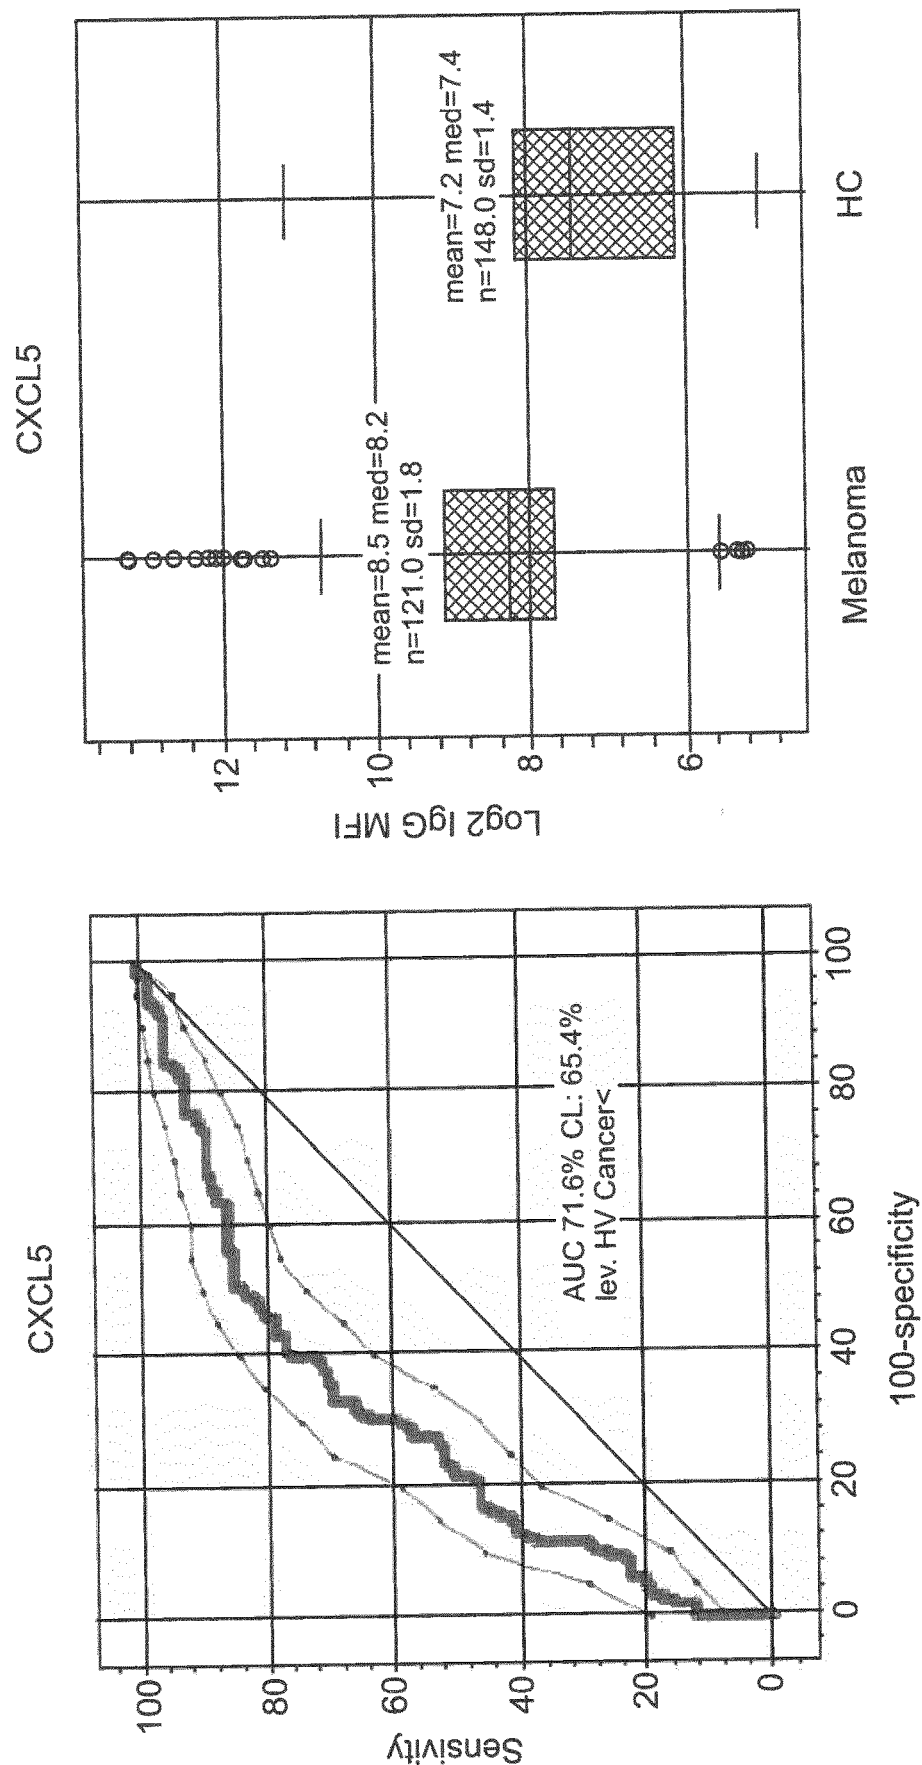 CXCL5
Sensitivity
100
80
60
40
20
0
AUC 71.6% CL: 65.4%
lev. HV Cancer<
0
20
40
60
80
100
100-specificity
CXCL5
Log2 IgG MFI
12
10
8
6
mean=8.5 med=8.2
n=121.0 sd=1.8
mean=7.2 med=7.4
n=148.0 sd=1.4
Melanoma
HC